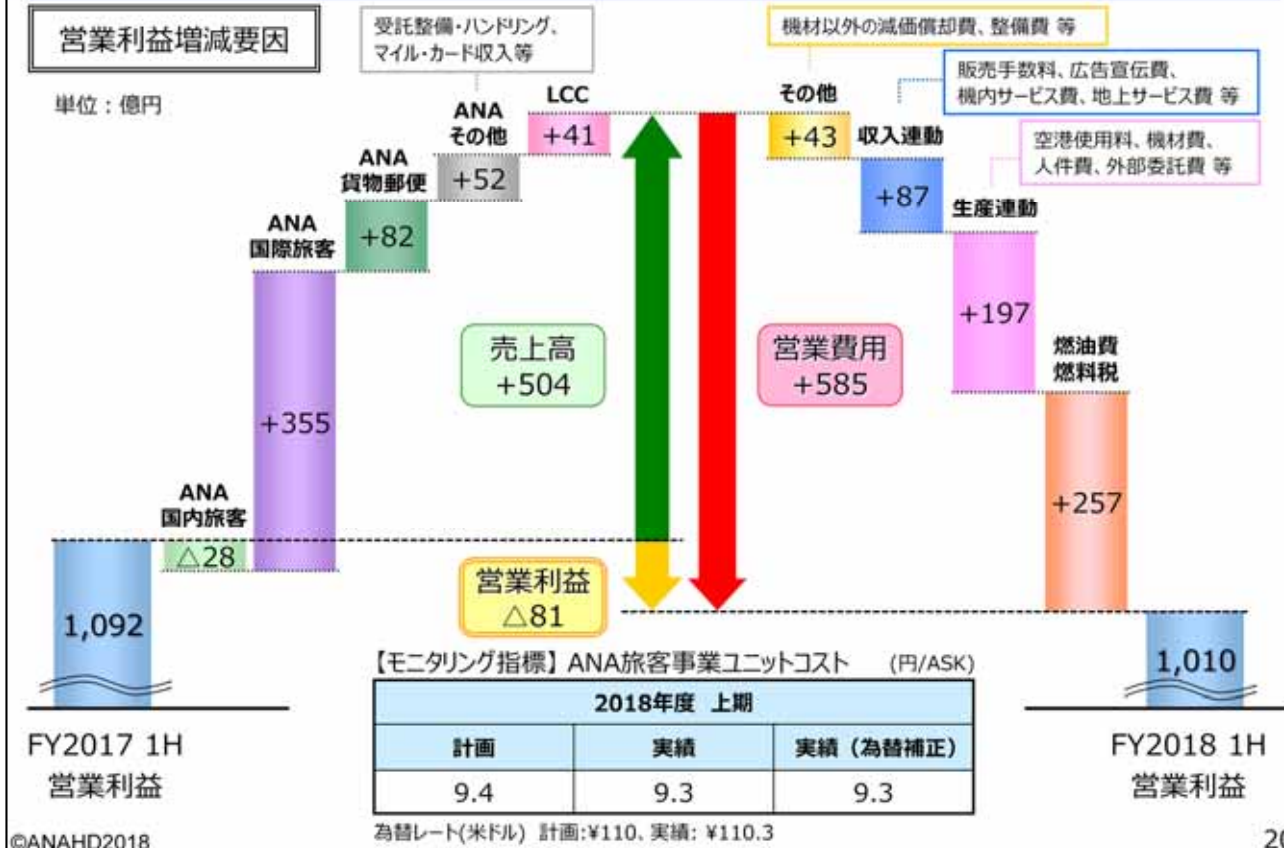 営業利益増減要因
単位：億円
受託整備・ハンドリング、
マイル・カード収入等
機材以外の減価償却費、整備費 等
販売手数料、広告宣伝費、
機内サービス費、地上サービス費 等
空港使用料、機材費、
人件費、外部委託費 等
ANA
国内旅客
△28
ANA
国際旅客
+355
ANA
貨物郵便
+82
ANA
その他
+52
LCC
+41
その他
+43
収入連動
+87
生産連動
+197
燃油費
燃料税
+257
売上高
+504
営業費用
+585
営業利益
△81
1,092
FY2017 1H
営業利益
1,010
FY2018 1H
営業利益
【モニタリング指標】ANA旅客事業ユニットコスト (円/ASK)
2018年度 上期
計画 実績 実績（為替補正）
9.4 9.3 9.3
為替レート(米ドル) 計画:¥110、実績: ¥110.3
©ANAHD2018
20